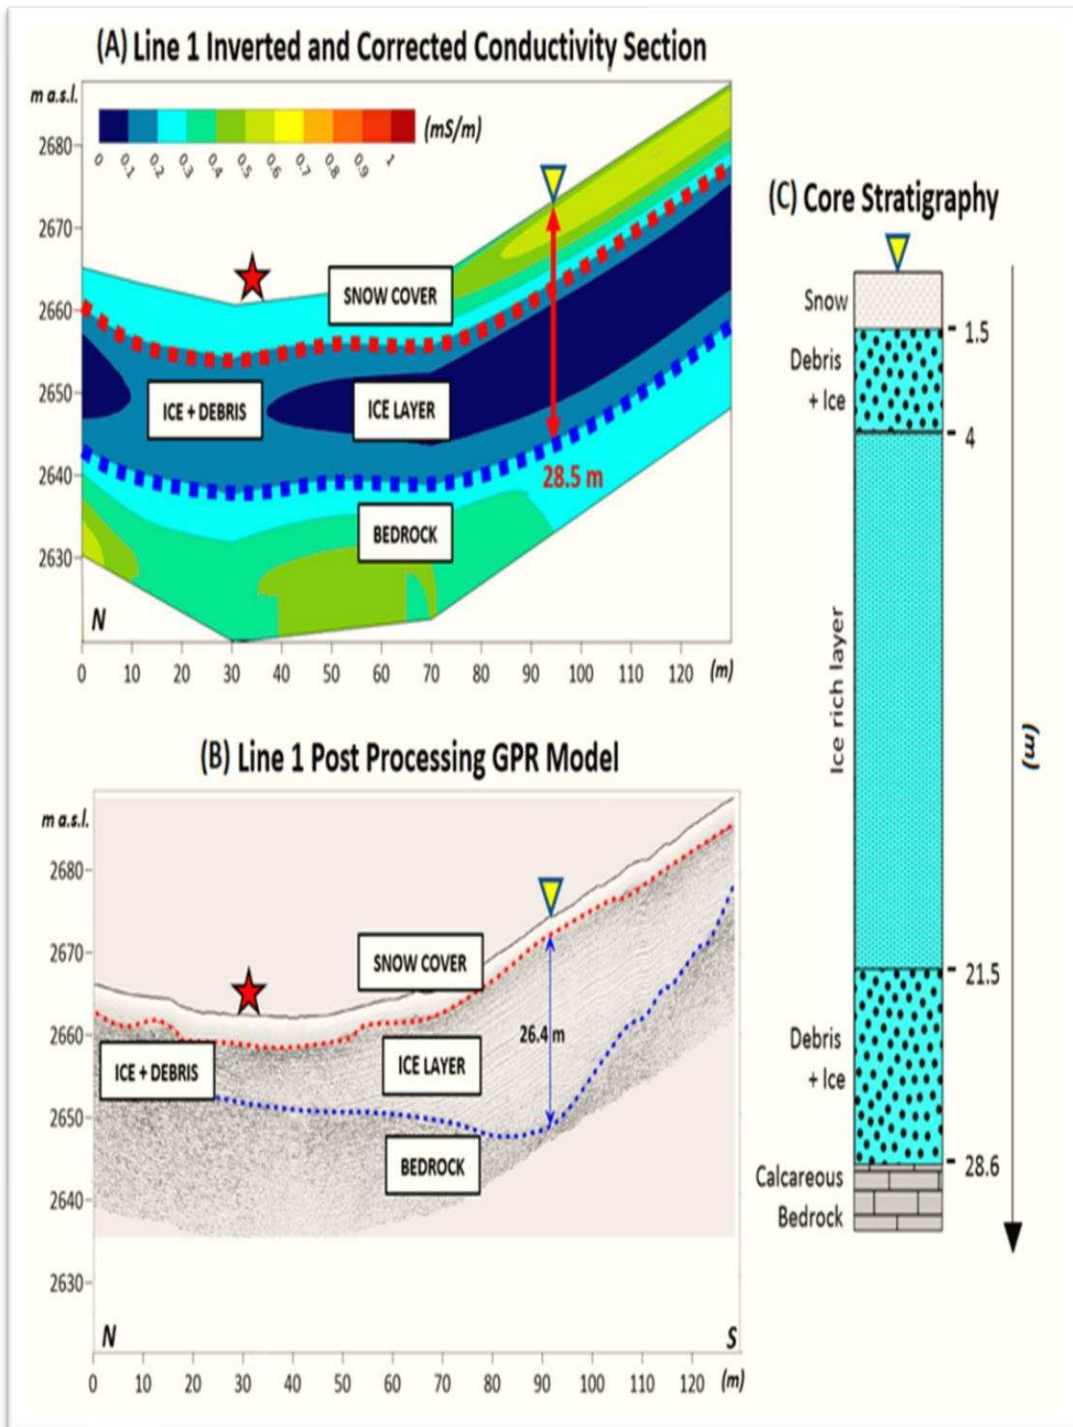 (A) Line 1 Inverted and Corrected Conductivity Section
m a.s.l.
(mS/m)
0 0.1 0.2 0.3 0.4 0.5 0.6 0.7 0.8 0.9 1
2680
2670
2660
2650
2640
2630
SNOW COVER
ICE + DEBRIS
ICE LAYER
28.5 m
BEDROCK
N
0 10 20 30 40 50 60 70 80 90 100 110 120 (m)
(B) Line 1 Post Processing GPR Model
m a.s.l.
2680
2670
2660
2650
2640
2630
SNOW COVER
26.4 m
ICE LAYER
ICE + DEBRIS
BEDROCK
N
S
0 10 20 30 40 50 60 70 80 90 100 110 120 (m)
(C) Core Stratigraphy
Snow
1.5
Debris
+ Ice
4
Ice rich layer
(m)
21.5
Debris
+ Ice
28.6
Calcareous
Bedrock